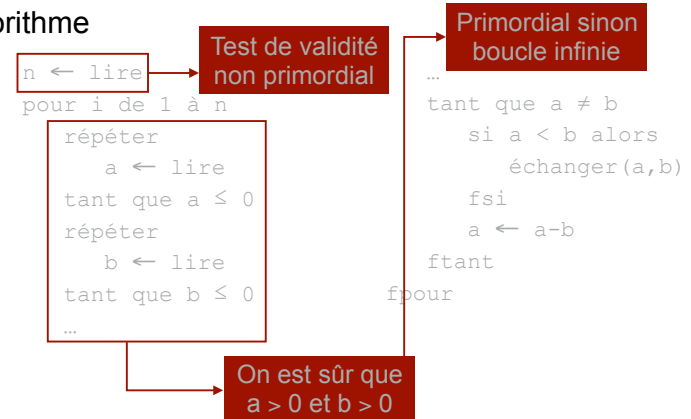 orithme
Test de validité
non primordial
Primordial sinon
boucle infinie
n ← lire
pour i de 1 à n
répéter
a ← lire
tant que a ≤ 0
répéter
b ← lire
tant que b ≤ 0
…
…
tant que a ≠ b
si a < b alors
échanger(a,b)
fsi
a ← a-b
ftant
fpour
On est sûr que
a > 0 et b > 0